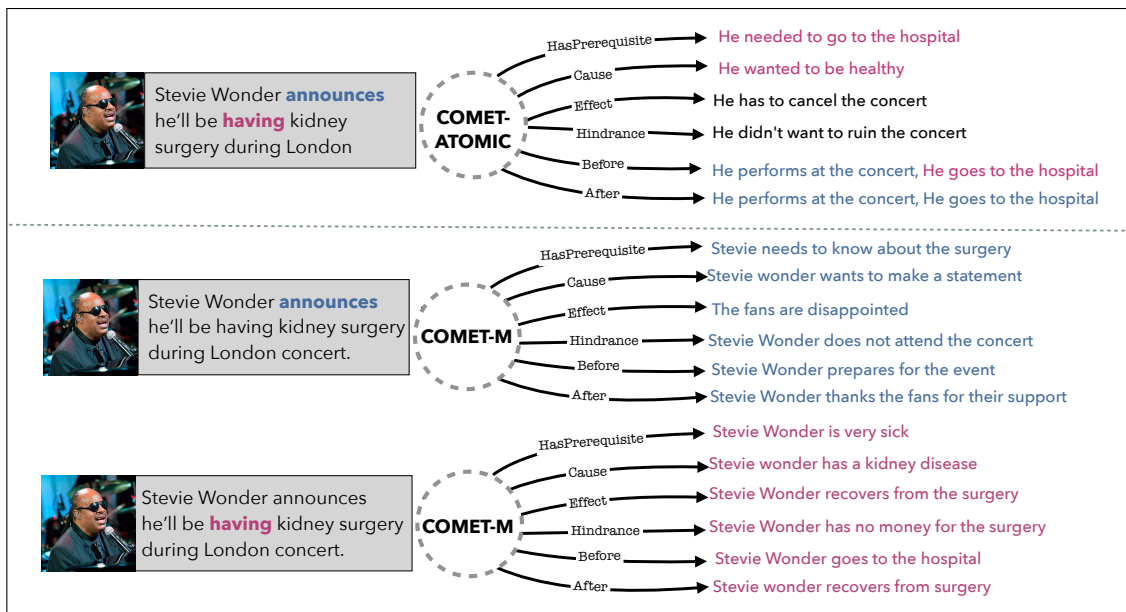 HasPrerequisite
He needed to go to the hospital
Cause
He wanted to be healthy
Stevie Wonder announces
he'll be having kidney
surgery during London
COMET-
ATOMIC
Effect
He has to cancel the concert
Hindrance
He didn't want to ruin the concert
Before
He performs at the concert, He goes to the hospital
After
He performs at the concert, He goes to the hospital
HasPrerequisite
Stevie needs to know about the surgery
Cause
Stevie wonder wants to make a statement
Stevie Wonder announces
he'll be having kidney surgery
during London concert.
COMET-M
Effect
The fans are disappointed
Hindrance
Stevie Wonder does not attend the concert
Before
Stevie Wonder prepares for the event
After
Stevie Wonder thanks the fans for their support
HasPrerequisite
Stevie Wonder is very sick
Cause
Stevie wonder has a kidney disease
Stevie Wonder announces
he'll be having kidney surgery
during London concert.
COMET-M
Effect
Stevie Wonder recovers from the surgery
Hindrance
Stevie Wonder has no money for the surgery
Before
Stevie Wonder goes to the hospital
After
Stevie wonder recovers from surgery